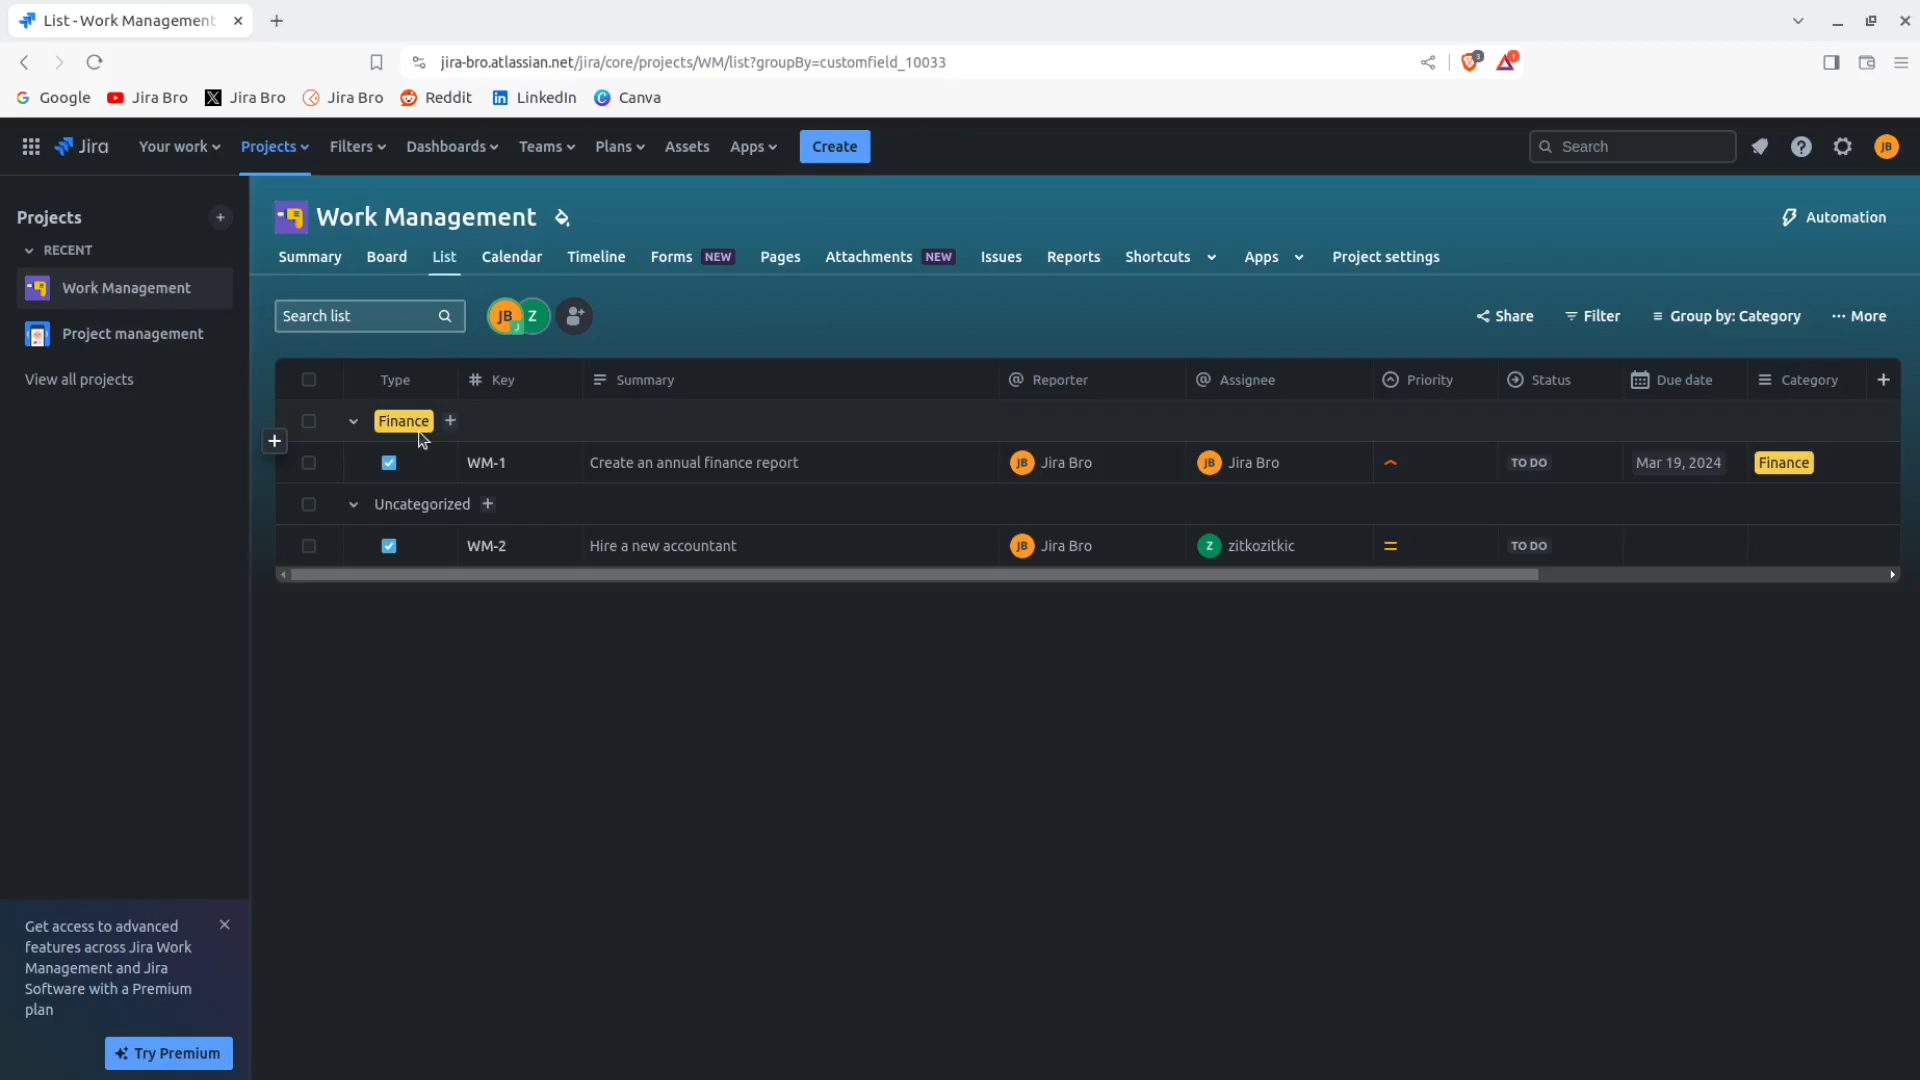 List - Work Management
jira-bro.atlassian.net/jira/core/projects/WM/list?groupBy=customfield_10033
3
1
Google Jira Bro Jira Bro Jira Bro Reddit LinkedIn Canva
Jira Your work Projects Filters Dashboards Teams Plans Assets Apps Create Search JB
Projects
RECENT
Work Management
Project management
View all projects
Work Management
Automation
Summary Board List Calendar Timeline Forms NEW Pages Attachments NEW Issues Reports Shortcuts Apps Project settings
Search list JB J Z Share Filter Group by: Category More
Type # Key Summary @ Reporter @ Assignee Priority Status Due date Category
Finance
WM-1 Create an annual finance report JB Jira Bro JB Jira Bro TO DO Mar 19, 2024 Finance
Uncategorized
WM-2 Hire a new accountant JB Jira Bro Z zitkozitkic TO DO
Get access to advanced
features across Jira Work
Management and Jira
Software with a Premium
plan
Try Premium